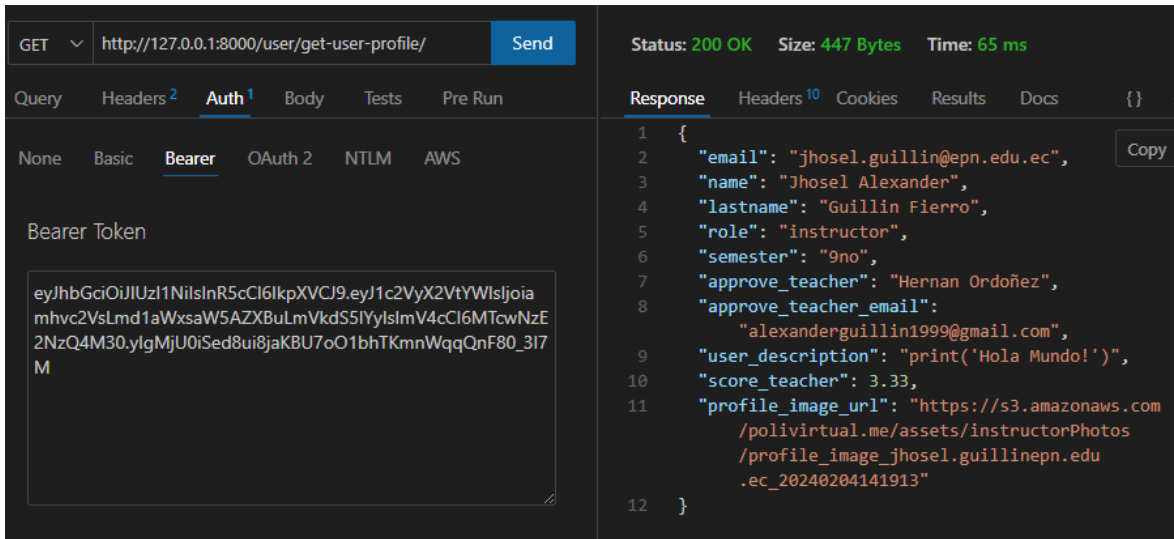 GET http://127.0.0.1:8000/user/get-user-profile/ Send
Query Headers 2 Auth 1 Body Tests Pre Run
None Basic Bearer OAuth 2 NTLM AWS
Bearer Token
eyJhbGciOiJIUzI1NiIsInR5cCI6IkpXVCJ9.eyJ1c2VyX2VtYWlsIjoia
mhvc2VsLmd1aWxsaW5AZXBuLmVkdS5lYyIsImV4cCI6MTcwNzE
2NzQ4M30.yIgMjU0iSed8ui8jaKBU7oO1bhTKmnWqqQnF80_3I7
M
Status: 200 OK Size: 447 Bytes Time: 65 ms
Response Headers 10 Cookies Results Docs {}
Copy
1 {
2 "email": "jhosel.guillin@epn.edu.ec",
3 "name": "Jhosel Alexander",
4 "lastname": "Guillin Fierro",
5 "role": "instructor",
6 "semester": "9no",
7 "approve_teacher": "Hernan Ordoñez",
8 "approve_teacher_email":
"alexanderguillin1999@gmail.com",
9 "user_description": "print('Hola Mundo!')",
10 "score_teacher": 3.33,
11 "profile_image_url": "https://s3.amazonaws.com
/polivirtual.me/assets/instructorPhotos
/profile_image_jhosel.guillinepn.edu
.ec_20240204141913"
12 }